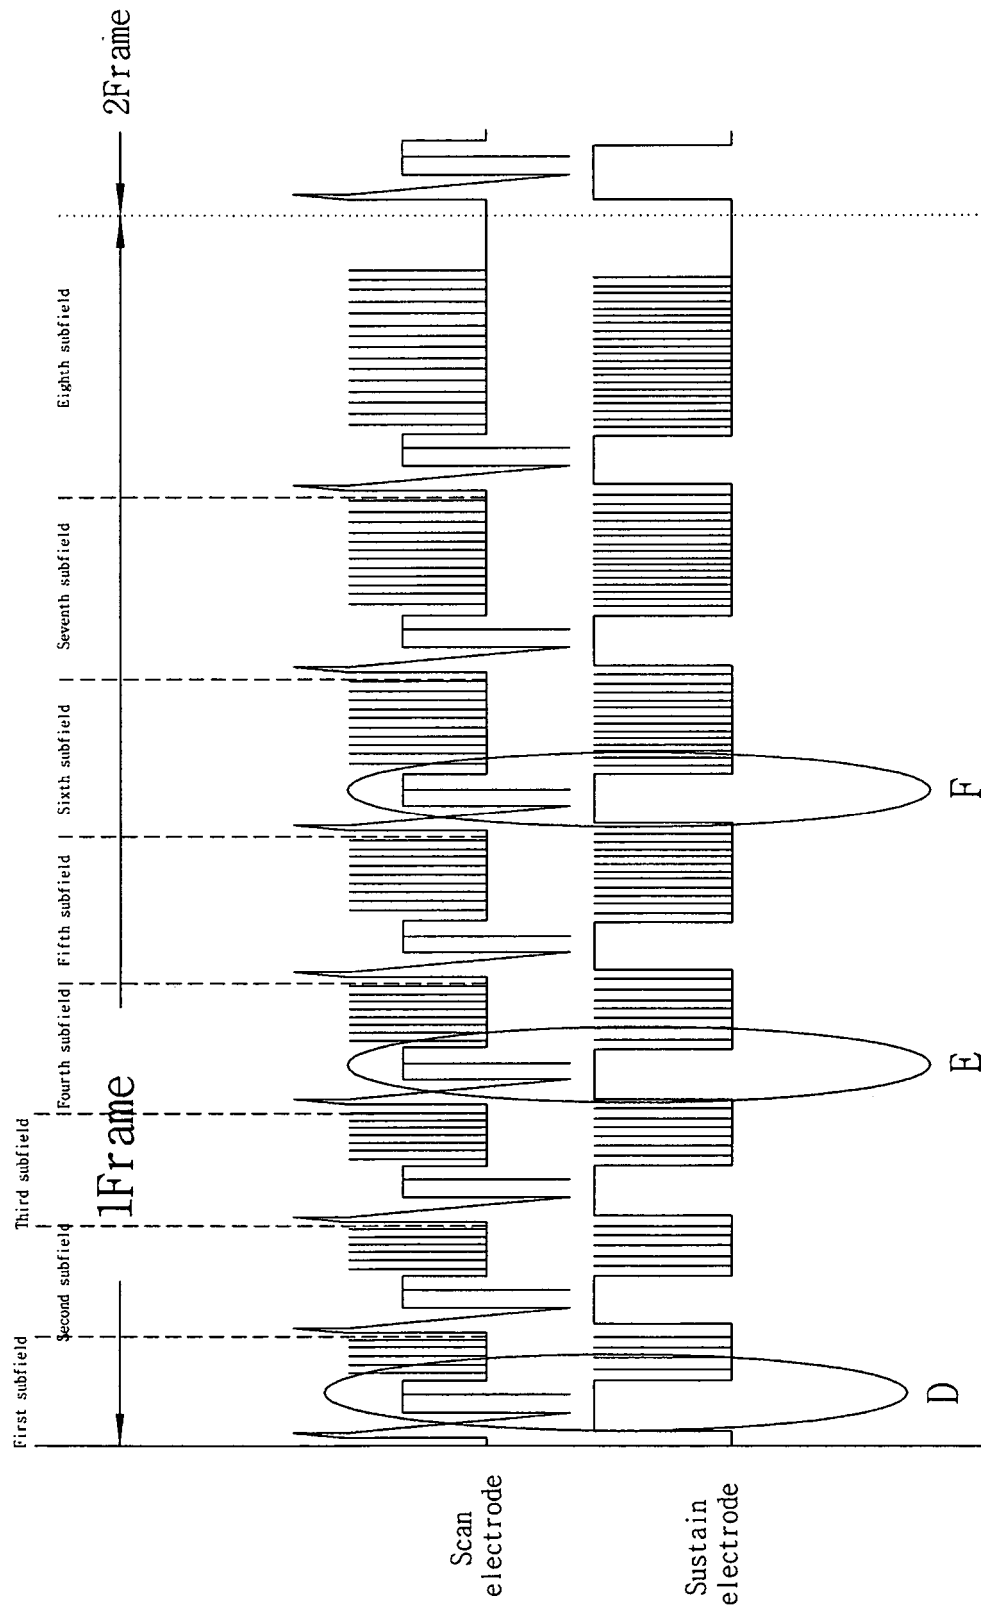 First subfield
Second subfield
Third subfield
Fourth subfield
Fifth subfield
Sixth subfield
Seventh subfield
Eighth subfield
1Frame
2Frame
Scan
electrode
Sustain
electrode
D
E
F